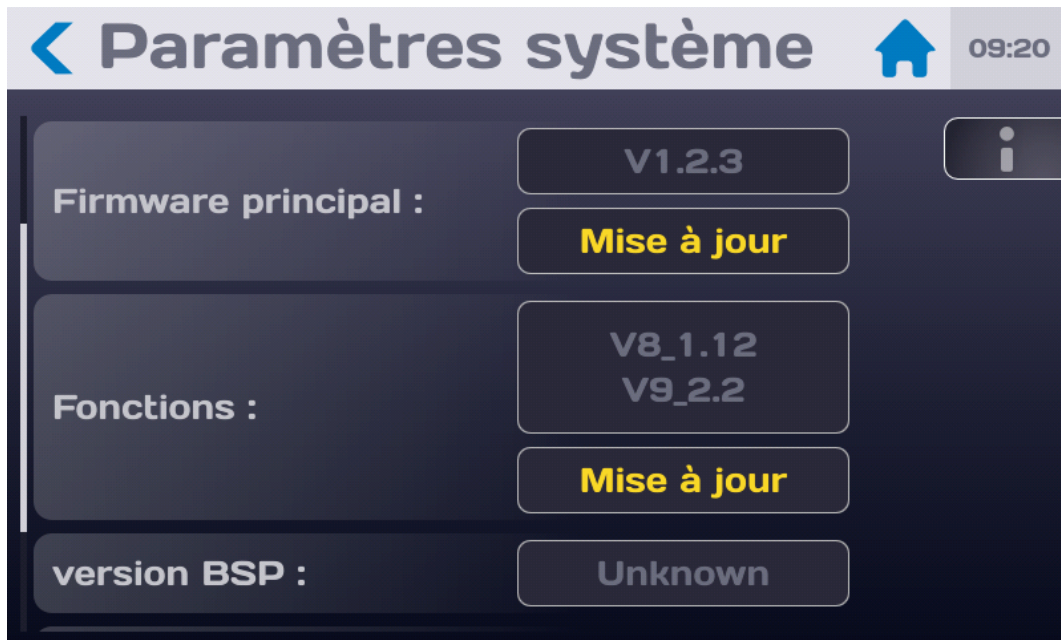 Paramètres système
09:20
Firmware principal :
V1.2.3
Mise à jour
Fonctions :
V8_1.12
V9_2.2
Mise à jour
version BSP :
Unknown